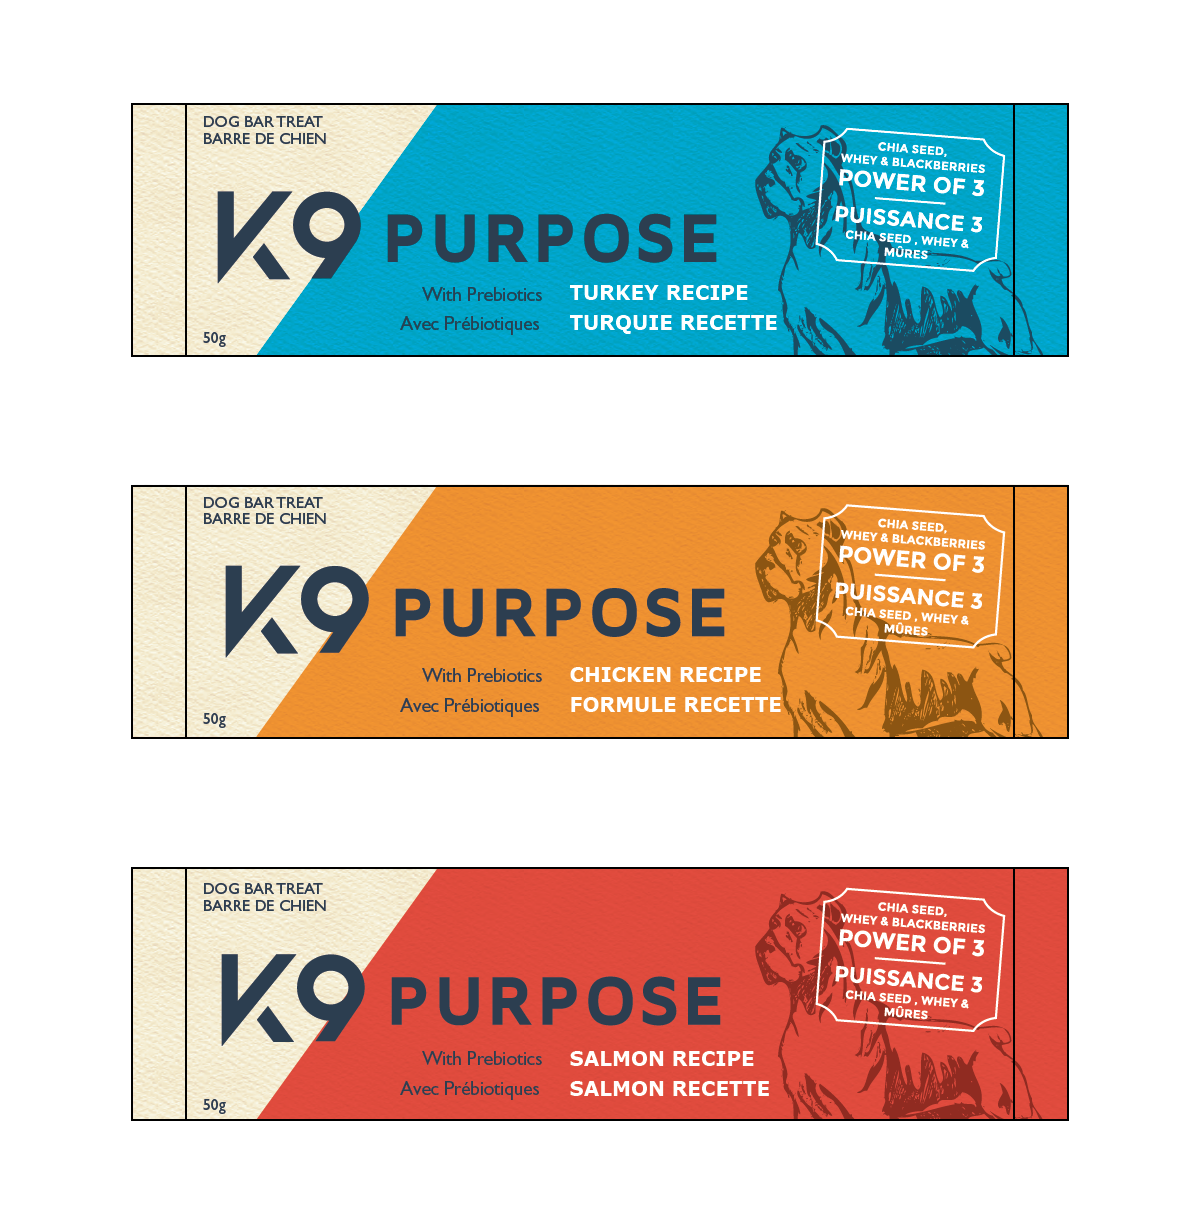 DOG BAR TREAT
BARRE DE CHIEN
K9 PURPOSE
With Prebiotics
Avec Prébiotiques
TURKEY RECIPE
TURQUIE RECETTE
50g
CHIA SEED,
WHEY & BLACKBERRIES
POWER OF 3
PUISSANCE 3
CHIA SEED , WHEY &
MÛRES
DOG BAR TREAT
BARRE DE CHIEN
K9 PURPOSE
With Prebiotics
Avec Prébiotiques
CHICKEN RECIPE
FORMULE RECETTE
50g
CHIA SEED,
WHEY & BLACKBERRIES
POWER OF 3
PUISSANCE 3
CHIA SEED , WHEY &
MÛRES
DOG BAR TREAT
BARRE DE CHIEN
K9 PURPOSE
With Prebiotics
Avec Prébiotiques
SALMON RECIPE
SALMON RECETTE
50g
CHIA SEED,
WHEY & BLACKBERRIES
POWER OF 3
PUISSANCE 3
CHIA SEED , WHEY &
MÛRES